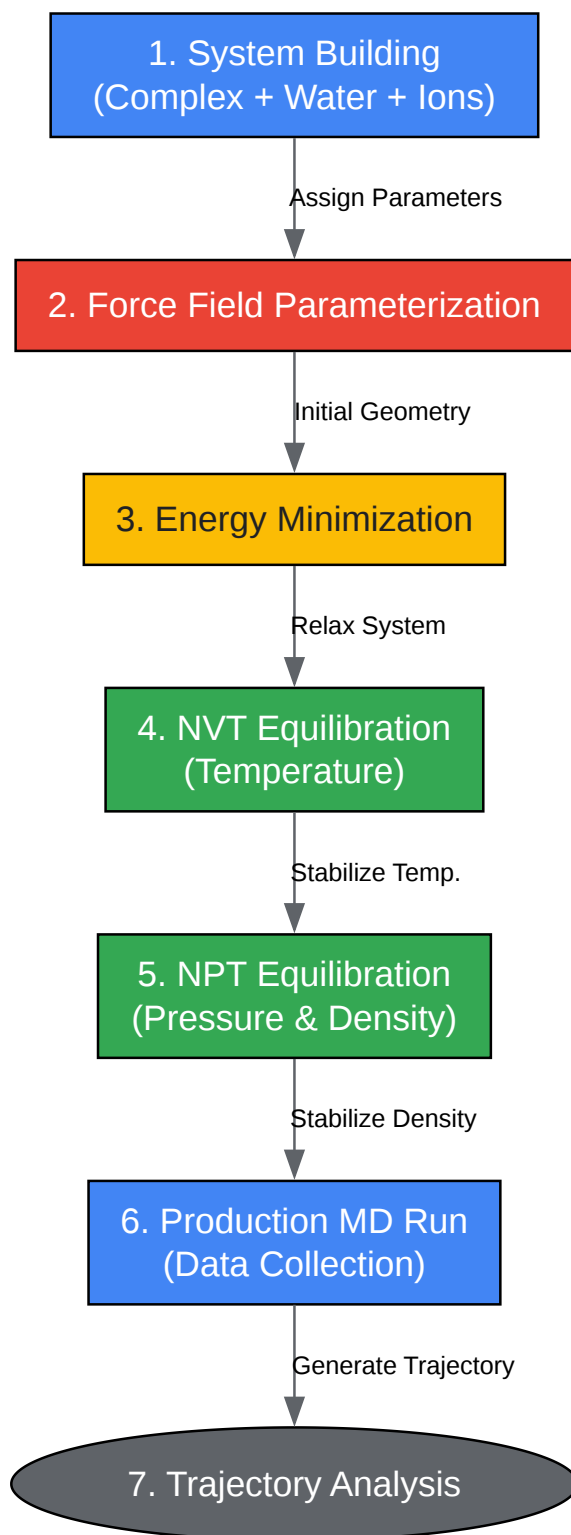 1. System Building
(Complex + Water + Ions)
Assign Parameters
2. Force Field Parameterization
Initial Geometry
3. Energy Minimization
Relax System
4. NVT Equilibration
(Temperature)
Stabilize Temp.
5. NPT Equilibration
(Pressure & Density)
Stabilize Density
6. Production MD Run
(Data Collection)
Generate Trajectory
7. Trajectory Analysis